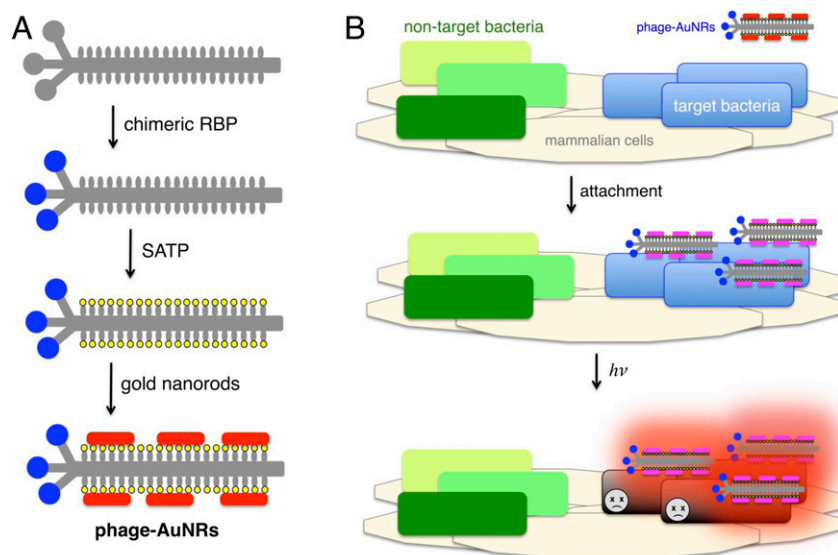 A
chimeric RBP
SATP
gold nanorods
phage-AuNRs
B
non-target bacteria
phage-AuNRs
target bacteria
mammalian cells
attachment
hν
x x
x x